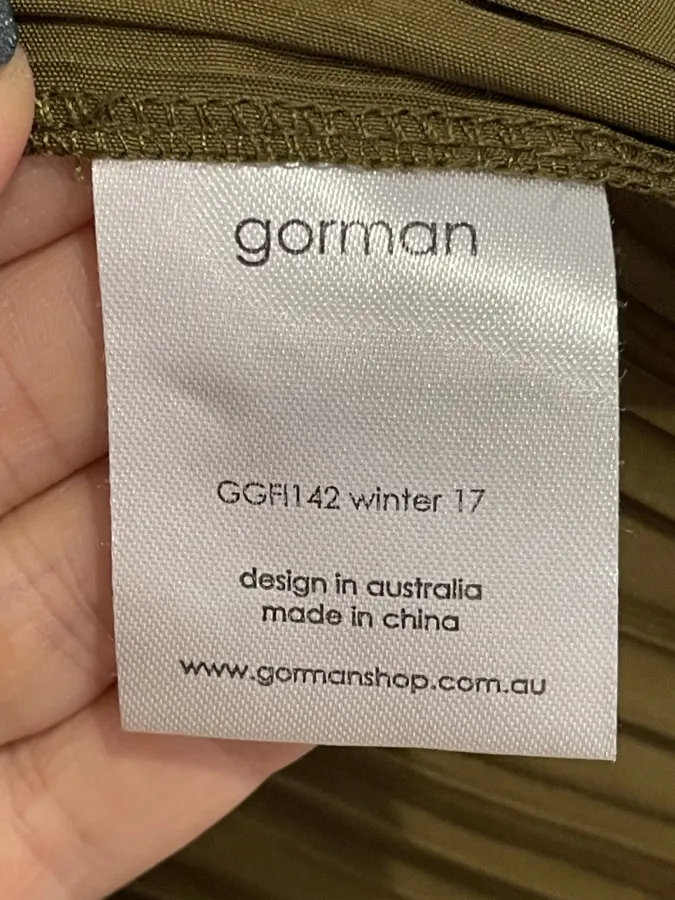 gorman
GGFI142 winter 17
design in australia
made in china
www.gormanshop.com.au